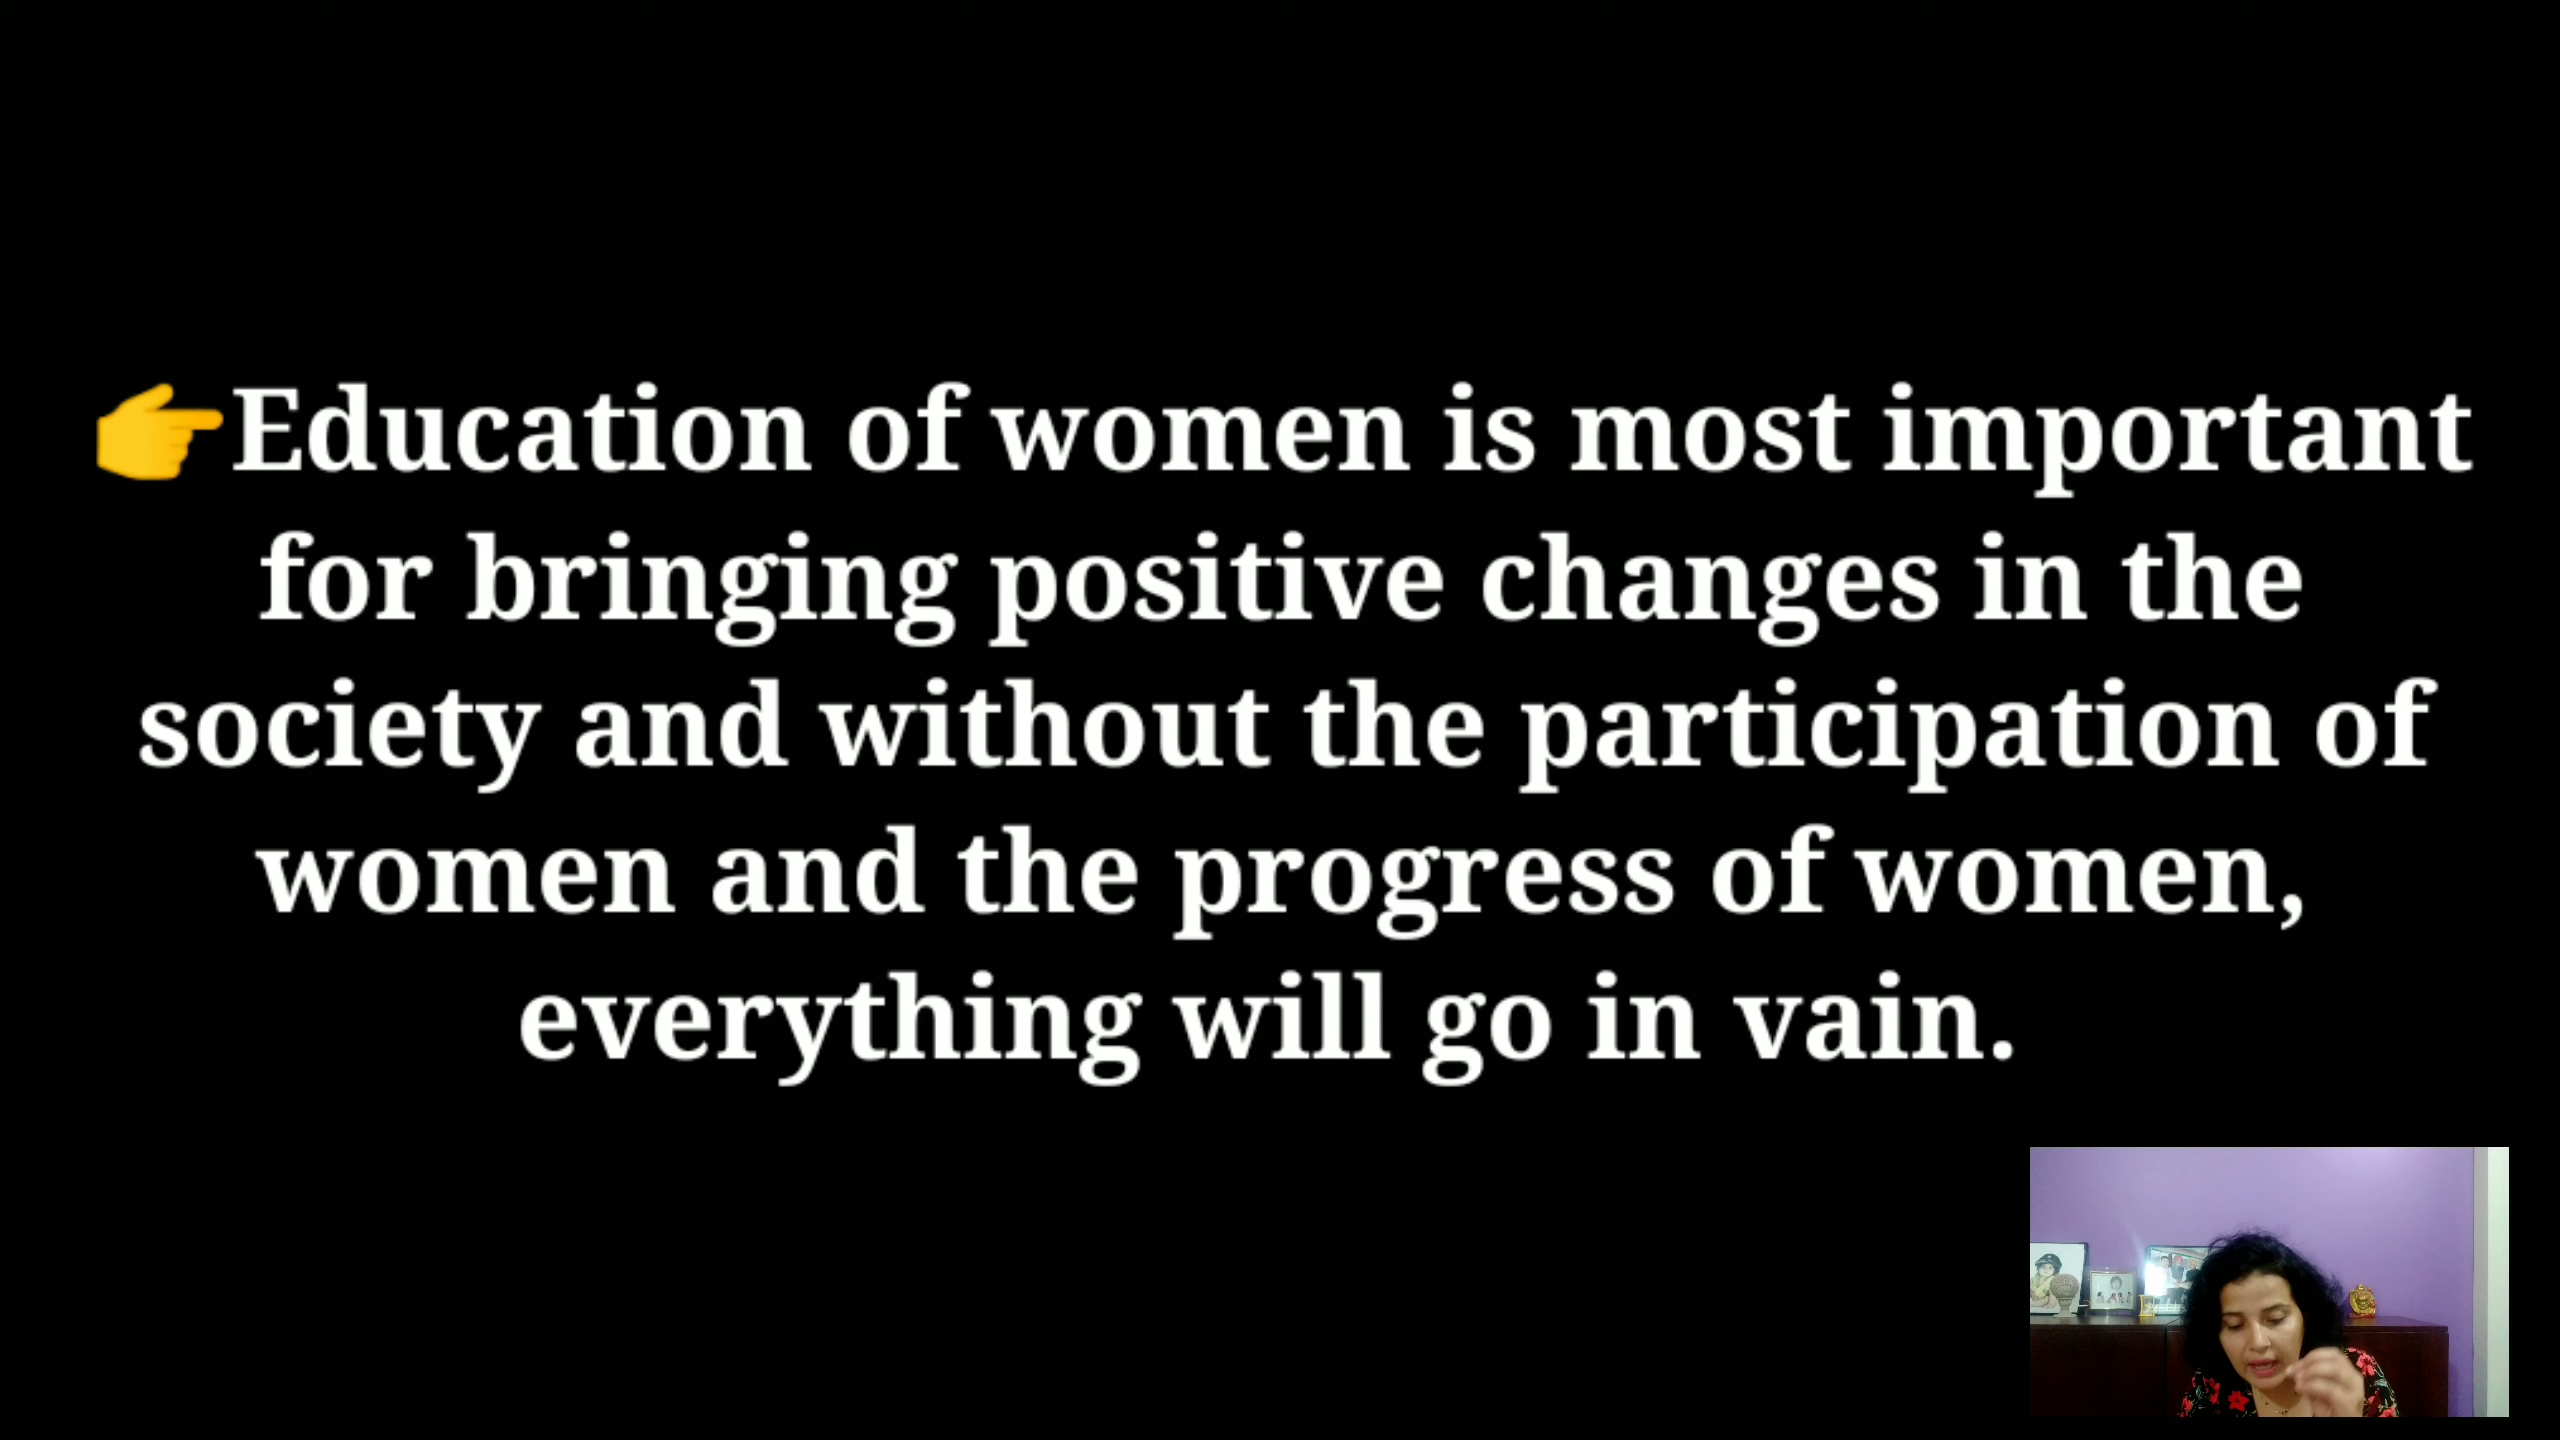 👉Education of women is most important
for bringing positive changes in the
society and without the participation of
women and the progress of women,
everything will go in vain.